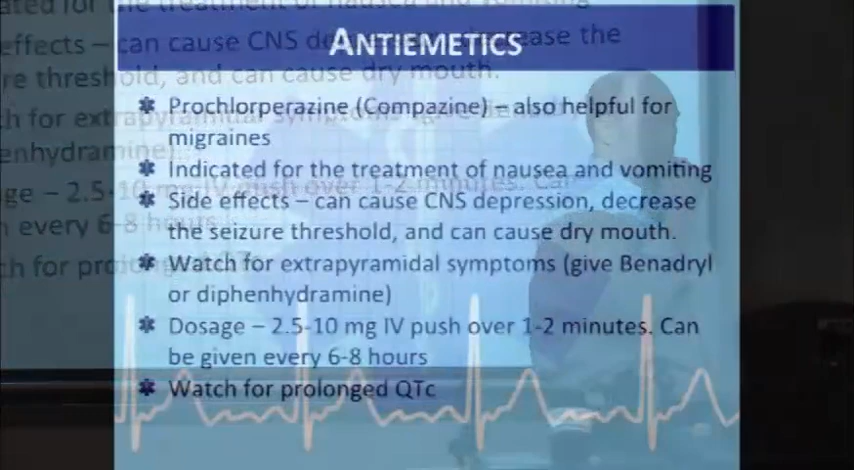 ANTIEMETICS
✱ Prochlorperazine (Compazine) – also helpful for
migraines
✱ Indicated for the treatment of nausea and vomiting
✱ Side effects – can cause CNS depression, decrease
the seizure threshold, and can cause dry mouth.
✱ Watch for extrapyramidal symptoms (give Benadryl
or diphenhydramine)
✱ Dosage – 2.5-10 mg IV push over 1-2 minutes. Can
be given every 6-8 hours
✱ Watch for prolonged QTc